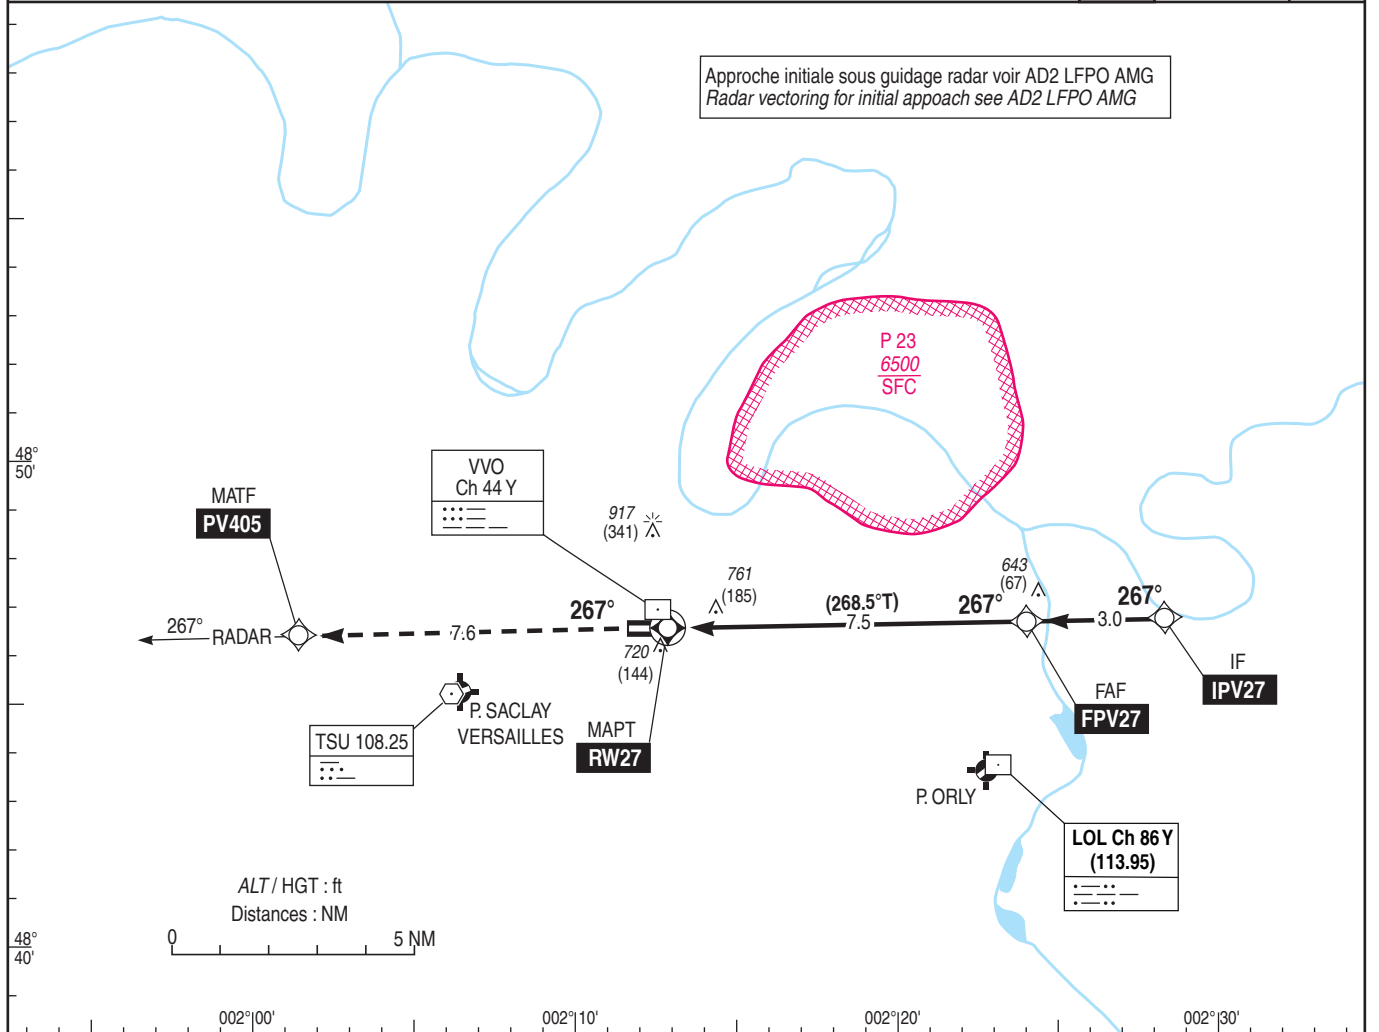 Approche initiale sous guidage radar voir AD2 LFPO AMG
Radar vectoring for initial appoach see AD2 LFPO AMG
P 23
6500
SFC
48°
50'
VVO
Ch 44 Y
MATF
PV405
917
(341)
761
(185)
643
(67)
(268.5°T)
7.5
267°
267°
267°
3.0
267°
RADAR
7.6
720
(144)
IF
IPV27
FAF
FPV27
P. SACLAY
VERSAILLES
TSU 108.25
MAPT
RW27
P. ORLY
LOL Ch 86 Y
(113.95)
ALT / HGT : ft
Distances : NM
0
5 NM
48°
40'
002°00'
002°10'
002°20'
002°30'